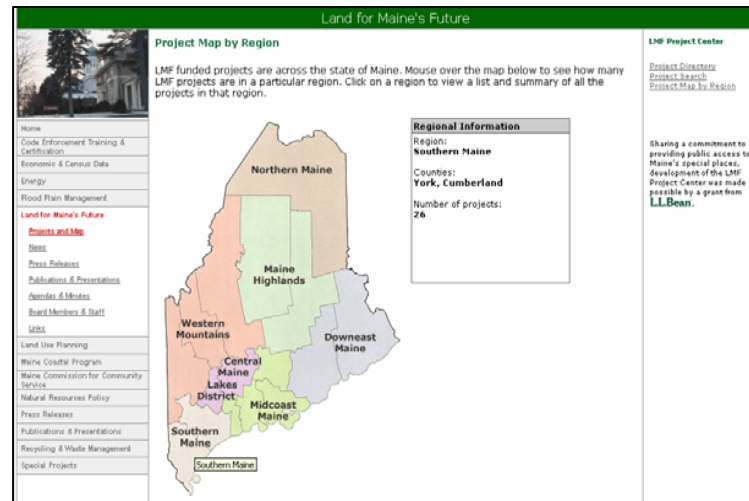 Land for Maine's Future
Project Map by Region
LMF funded projects are across the state of Maine. Mouse over the map below to see how many
LMF projects are in a particular region. Click on a region to view a list and summary of all the
projects in that region.
Home
Code Enforcement Training &
Certification
Economic & Census Data
Energy
Flood Plain Management
Land for Maine's Future
Projects and Map
News
Press Releases
Publications & Presentations
Agendas & Minutes
Board Members & Staff
Links
Land Use Planning
Maine Coastal Program
Maine Commission for Community
Service
Natural Resources Policy
Press Releases
Publications & Presentations
Recycling & Waste Management
Special Projects
Northern Maine
Maine
Highlands
Western
Mountains
Downeast
Maine
Central
Maine
Lakes
District
Midcoast
Maine
Southern
Maine
Southern Maine
Regional Information
Region:
Southern Maine
Counties:
York, Cumberland
Number of projects:
26
LMF Project Center
Project Directory
Project Search
Project Map by Region
Sharing a commitment to
providing public access to
Maine's special places,
development of the LMF
Project Center was made
possible by a grant from
L.L.Bean.